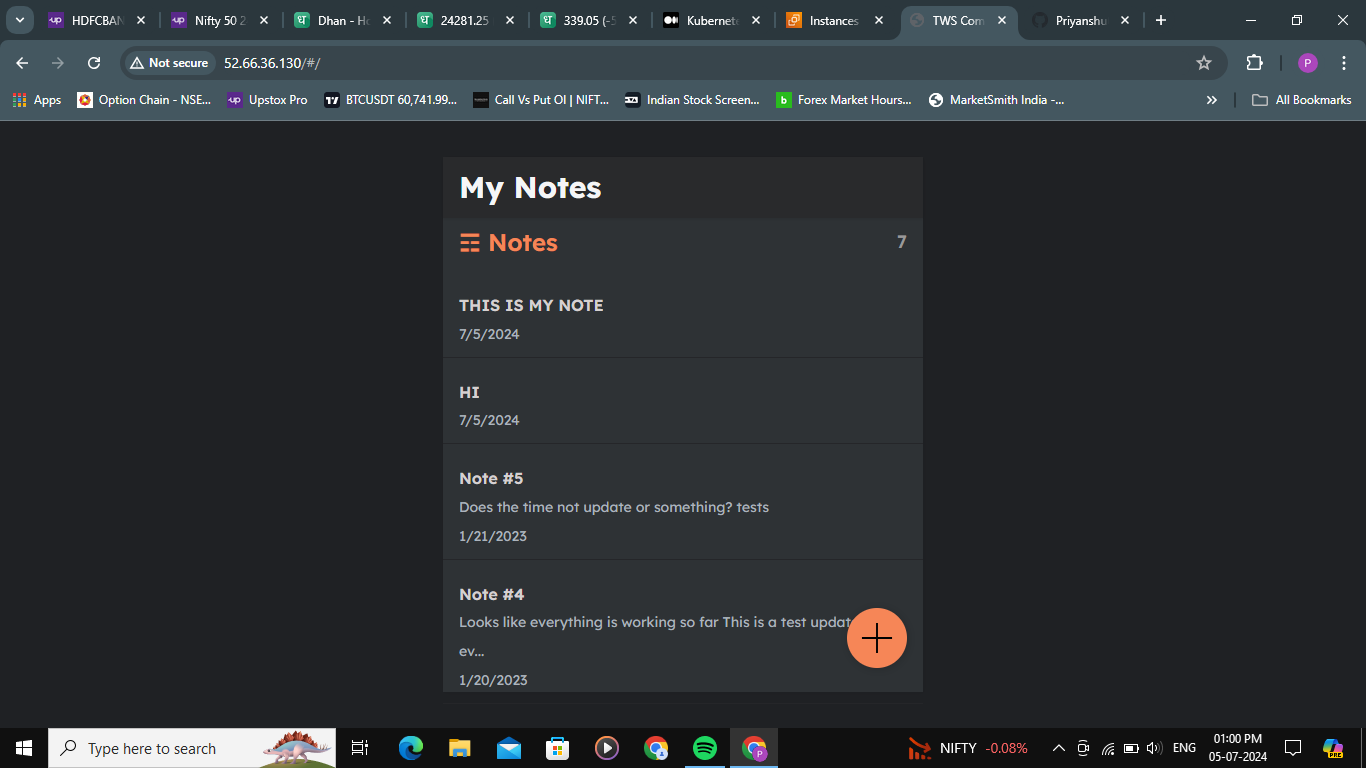 HDFCBAN
Nifty 50 2
Dhan - Ho
24281.25
339.05 (-5
Kubernete
Instances
TWS Com
Priyanshu
Not secure
52.66.36.130/#/
P
Apps
Option Chain - NSE...
Upstox Pro
BTCUSDT 60,741.99...
Call Vs Put OI | NIFT...
Indian Stock Screen...
Forex Market Hours...
MarketSmith India -...
All Bookmarks
My Notes
Notes
7
THIS IS MY NOTE
7/5/2024
HI
7/5/2024
Note #5
Does the time not update or something? tests
1/21/2023
Note #4
Looks like everything is working so far This is a test updat
ev...
1/20/2023
Type here to search
NIFTY -0.08%
ENG
01:00 PM
05-07-2024